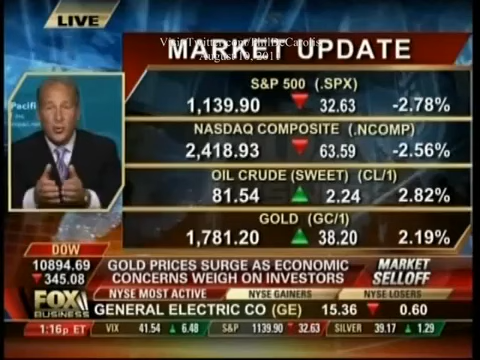 LIVE
Visit Twitter.com/PhilDeCarolis
August 10, 2011
MARKET UPDATE
S&P 500 (.SPX)
1,139.90 32.63 -2.78%
NASDAQ COMPOSITE (.NCOMP)
2,418.93 63.59 -2.56%
OIL CRUDE (SWEET) (CL/1)
81.54 2.24 2.82%
GOLD (GC/1)
1,781.20 38.20 2.19%
Pacific
DOW
10894.69
345.08
GOLD PRICES SURGE AS ECONOMIC
CONCERNS WEIGH ON INVESTORS
MARKET
SELLOFF
FOX
BUSINESS
NYSE MOST ACTIVE NYSE GAINERS NYSE LOSERS
GENERAL ELECTRIC CO (GE) 15.36 0.60
1:16p ET VIX 41.54 6.48 S&P 1139.90 32.63 SILVER 39.17 1.29